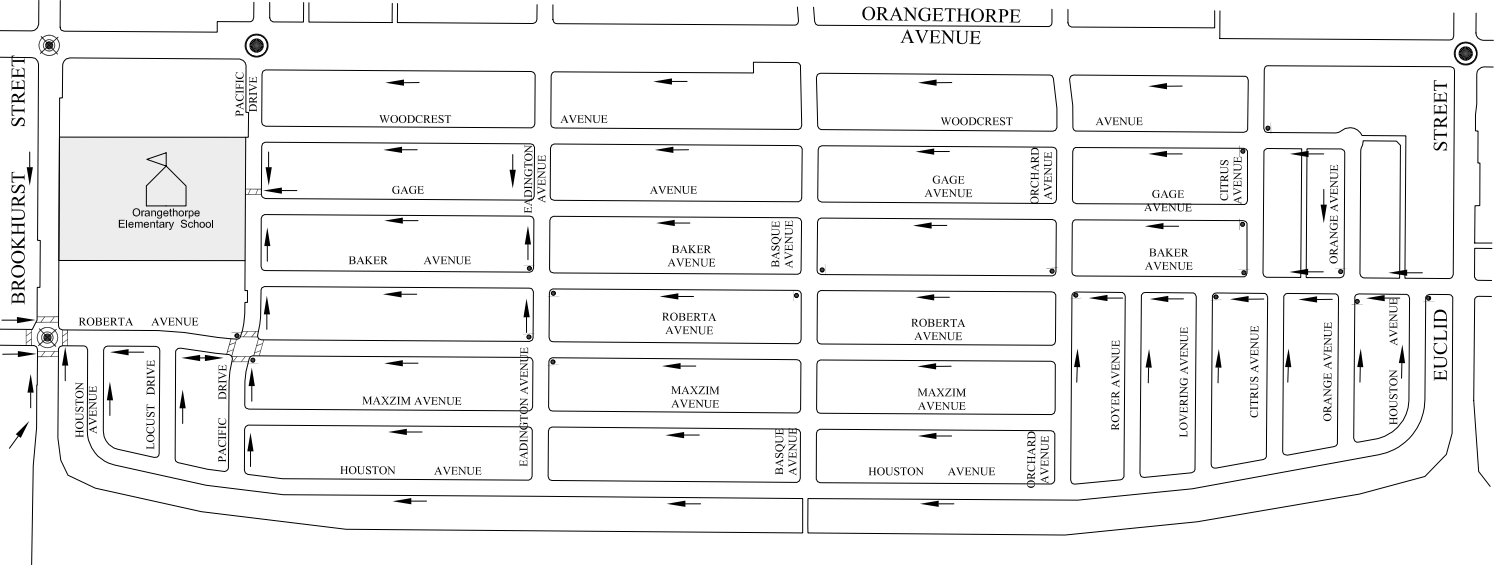 ORANGETHORPE
AVENUE
BROOKHURST STREET
PACIFIC
DRIVE
STREET
WOODCREST
AVENUE
WOODCREST
AVENUE
Orangethorpe
Elementary School
GAGE
EADINGTON
AVENUE
AVENUE
GAGE
AVENUE
ORCHARD
AVENUE
GAGE
AVENUE
CITRUS
AVENUE
ORANGE AVENUE
BAKER AVENUE
BAKER
AVENUE
BASQUE
AVENUE
BAKER
AVENUE
ROBERTA AVENUE
ROBERTA
AVENUE
ROBERTA
AVENUE
EUCLID
HOUSTON
AVENUE
LOCUST DRIVE
PACIFIC DRIVE
MAXZIM AVENUE
EADINGTON AVENUE
MAXZIM
AVENUE
MAXZIM
AVENUE
ROYER AVENUE
LOVERING AVENUE
CITRUS AVENUE
ORANGE AVENUE
HOUSTON AVENUE
HOUSTON AVENUE
BASQUE
AVENUE
HOUSTON AVENUE
ORCHARD
AVENUE